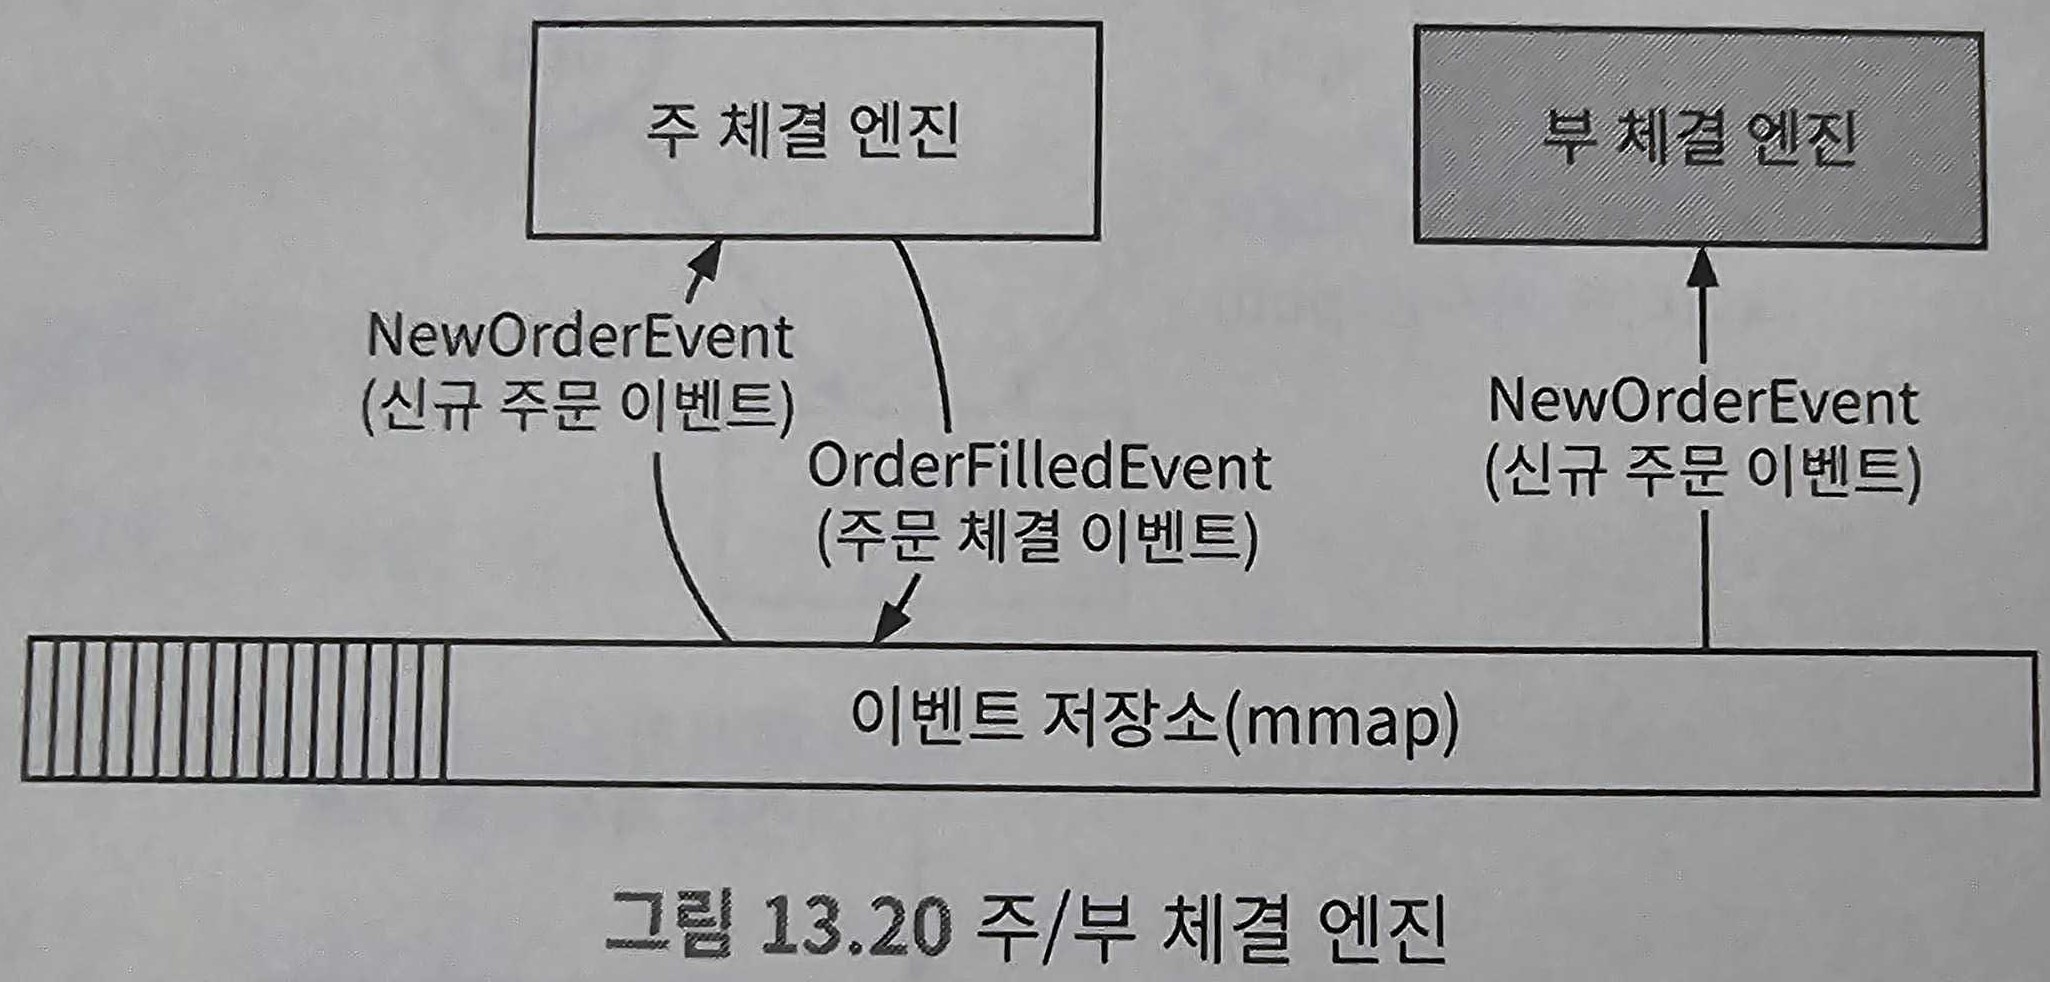 주 체결 엔진
부 체결 엔진
NewOrderEvent
(신규 주문 이벤트)
OrderFilledEvent
(주문 체결 이벤트)
NewOrderEvent
(신규 주문 이벤트)
이벤트 저장소(mmap)
그림 13.20 주/부 체결 엔진